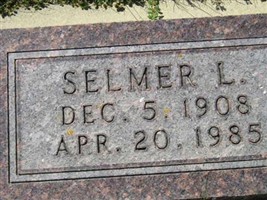 SELMER L.
DEC. 5. 1908
APR. 20. 1985